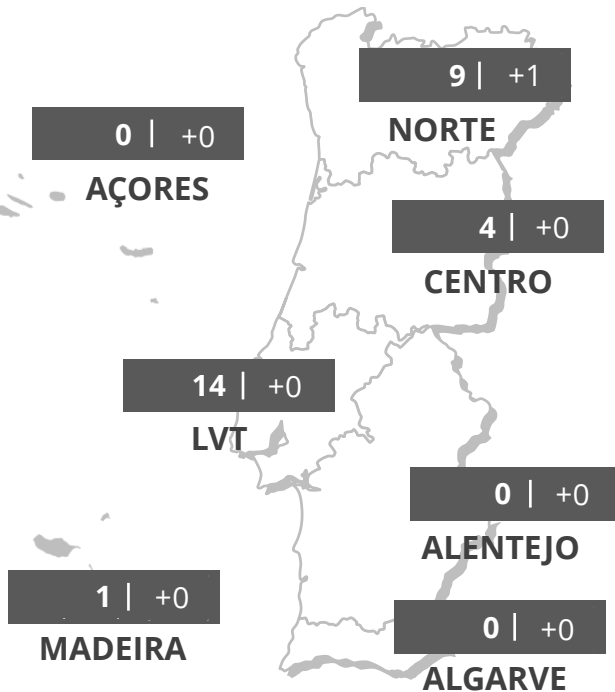 9 | +1
NORTE
0 | +0
AÇORES
4 | +0
CENTRO
14 | +0
LVT
0 | +0
ALENTEJO
1 | +0
MADEIRA
0 | +0
ALGARVE